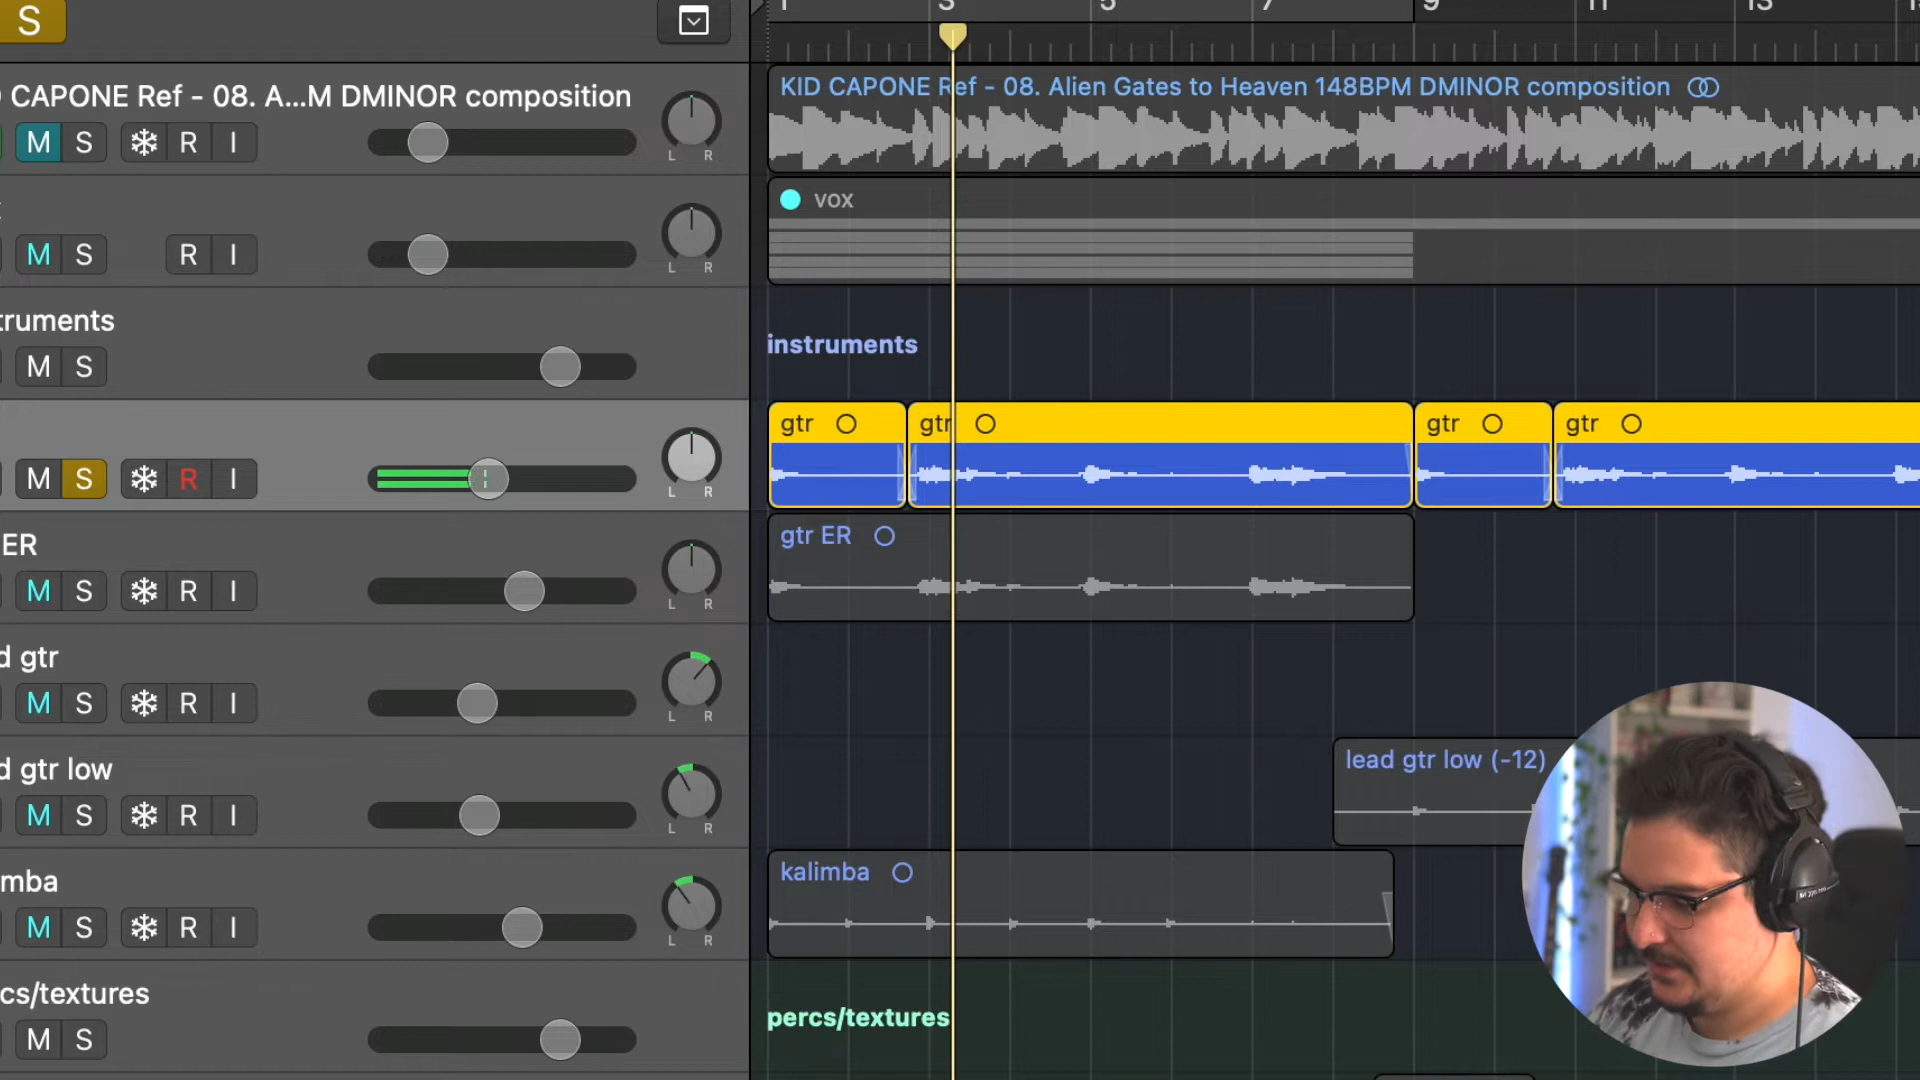 S
1 3 5 7 9 11 13
CAPONE Ref - 08. A...M DMINOR composition
M S R I
L R
KID CAPONE Ref - 08. Alien Gates to Heaven 148BPM DMINOR composition
M S R I
L R
vox
truments
M S
instruments
M S R I
L R
gtr
gtr
gtr
gtr
ER
M S R I
L R
gtr ER
d gtr
M S R I
L R
d gtr low
M S R I
L R
lead gtr low (-12)
mba
M S R I
L R
kalimba
cs/textures
M S
percs/textures